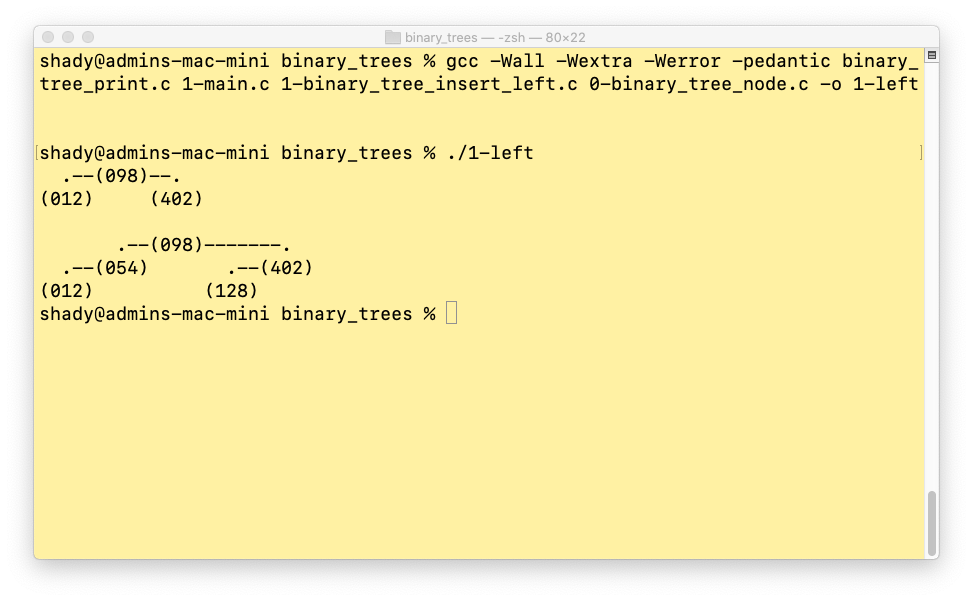 binary_trees — -zsh — 80×22
shady@admins-mac-mini binary_trees % gcc -Wall -Wextra -Werror -pedantic binary_
tree_print.c 1-main.c 1-binary_tree_insert_left.c 0-binary_tree_node.c -o 1-left
[shady@admins-mac-mini binary_trees % ./1-left ]
  .--(098)--.
(012)     (402)
       .--(098)-------.
  .--(054)       .--(402)
(012)          (128)
shady@admins-mac-mini binary_trees %